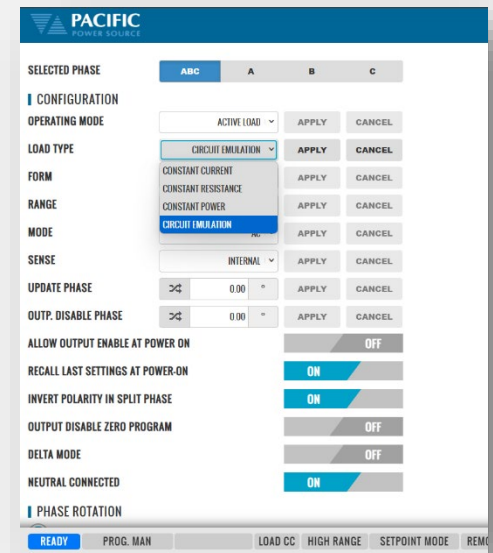 PACIFIC
POWER SOURCE
SELECTED PHASE ABC A B C
CONFIGURATION
OPERATING MODE ACTIVE LOAD APPLY CANCEL
LOAD TYPE CIRCUIT EMULATION APPLY CANCEL
CONSTANT CURRENT
FORM APPLY CANCEL
CONSTANT RESISTANCE
RANGE CONSTANT POWER APPLY CANCEL
CIRCUIT EMULATION
MODE AC APPLY CANCEL
SENSE INTERNAL APPLY CANCEL
UPDATE PHASE 0.00 ° APPLY CANCEL
OUTP. DISABLE PHASE 0.00 ° APPLY CANCEL
ALLOW OUTPUT ENABLE AT POWER ON OFF
RECALL LAST SETTINGS AT POWER-ON ON
INVERT POLARITY IN SPLIT PHASE ON
OUTPUT DISABLE ZERO PROGRAM OFF
DELTA MODE OFF
NEUTRAL CONNECTED ON
PHASE ROTATION
READY PROG. MAN LOAD CC HIGH RANGE SETPOINT MODE